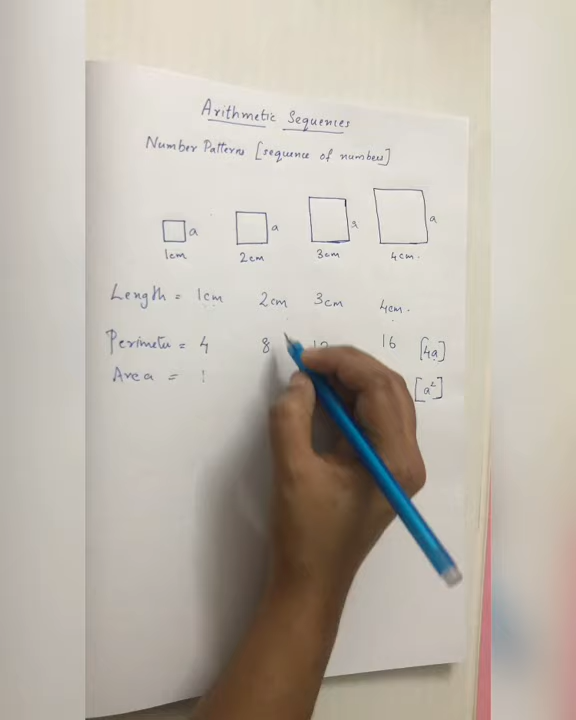 Arithmetic Sequences
Number Patterns [sequence of numbers]
a a a a
1cm 2cm 3cm 4cm.
Length = 1cm 2cm 3cm 4cm.
Perimeter = 4 8 12 16 [4a]
Area = 1 [a²]